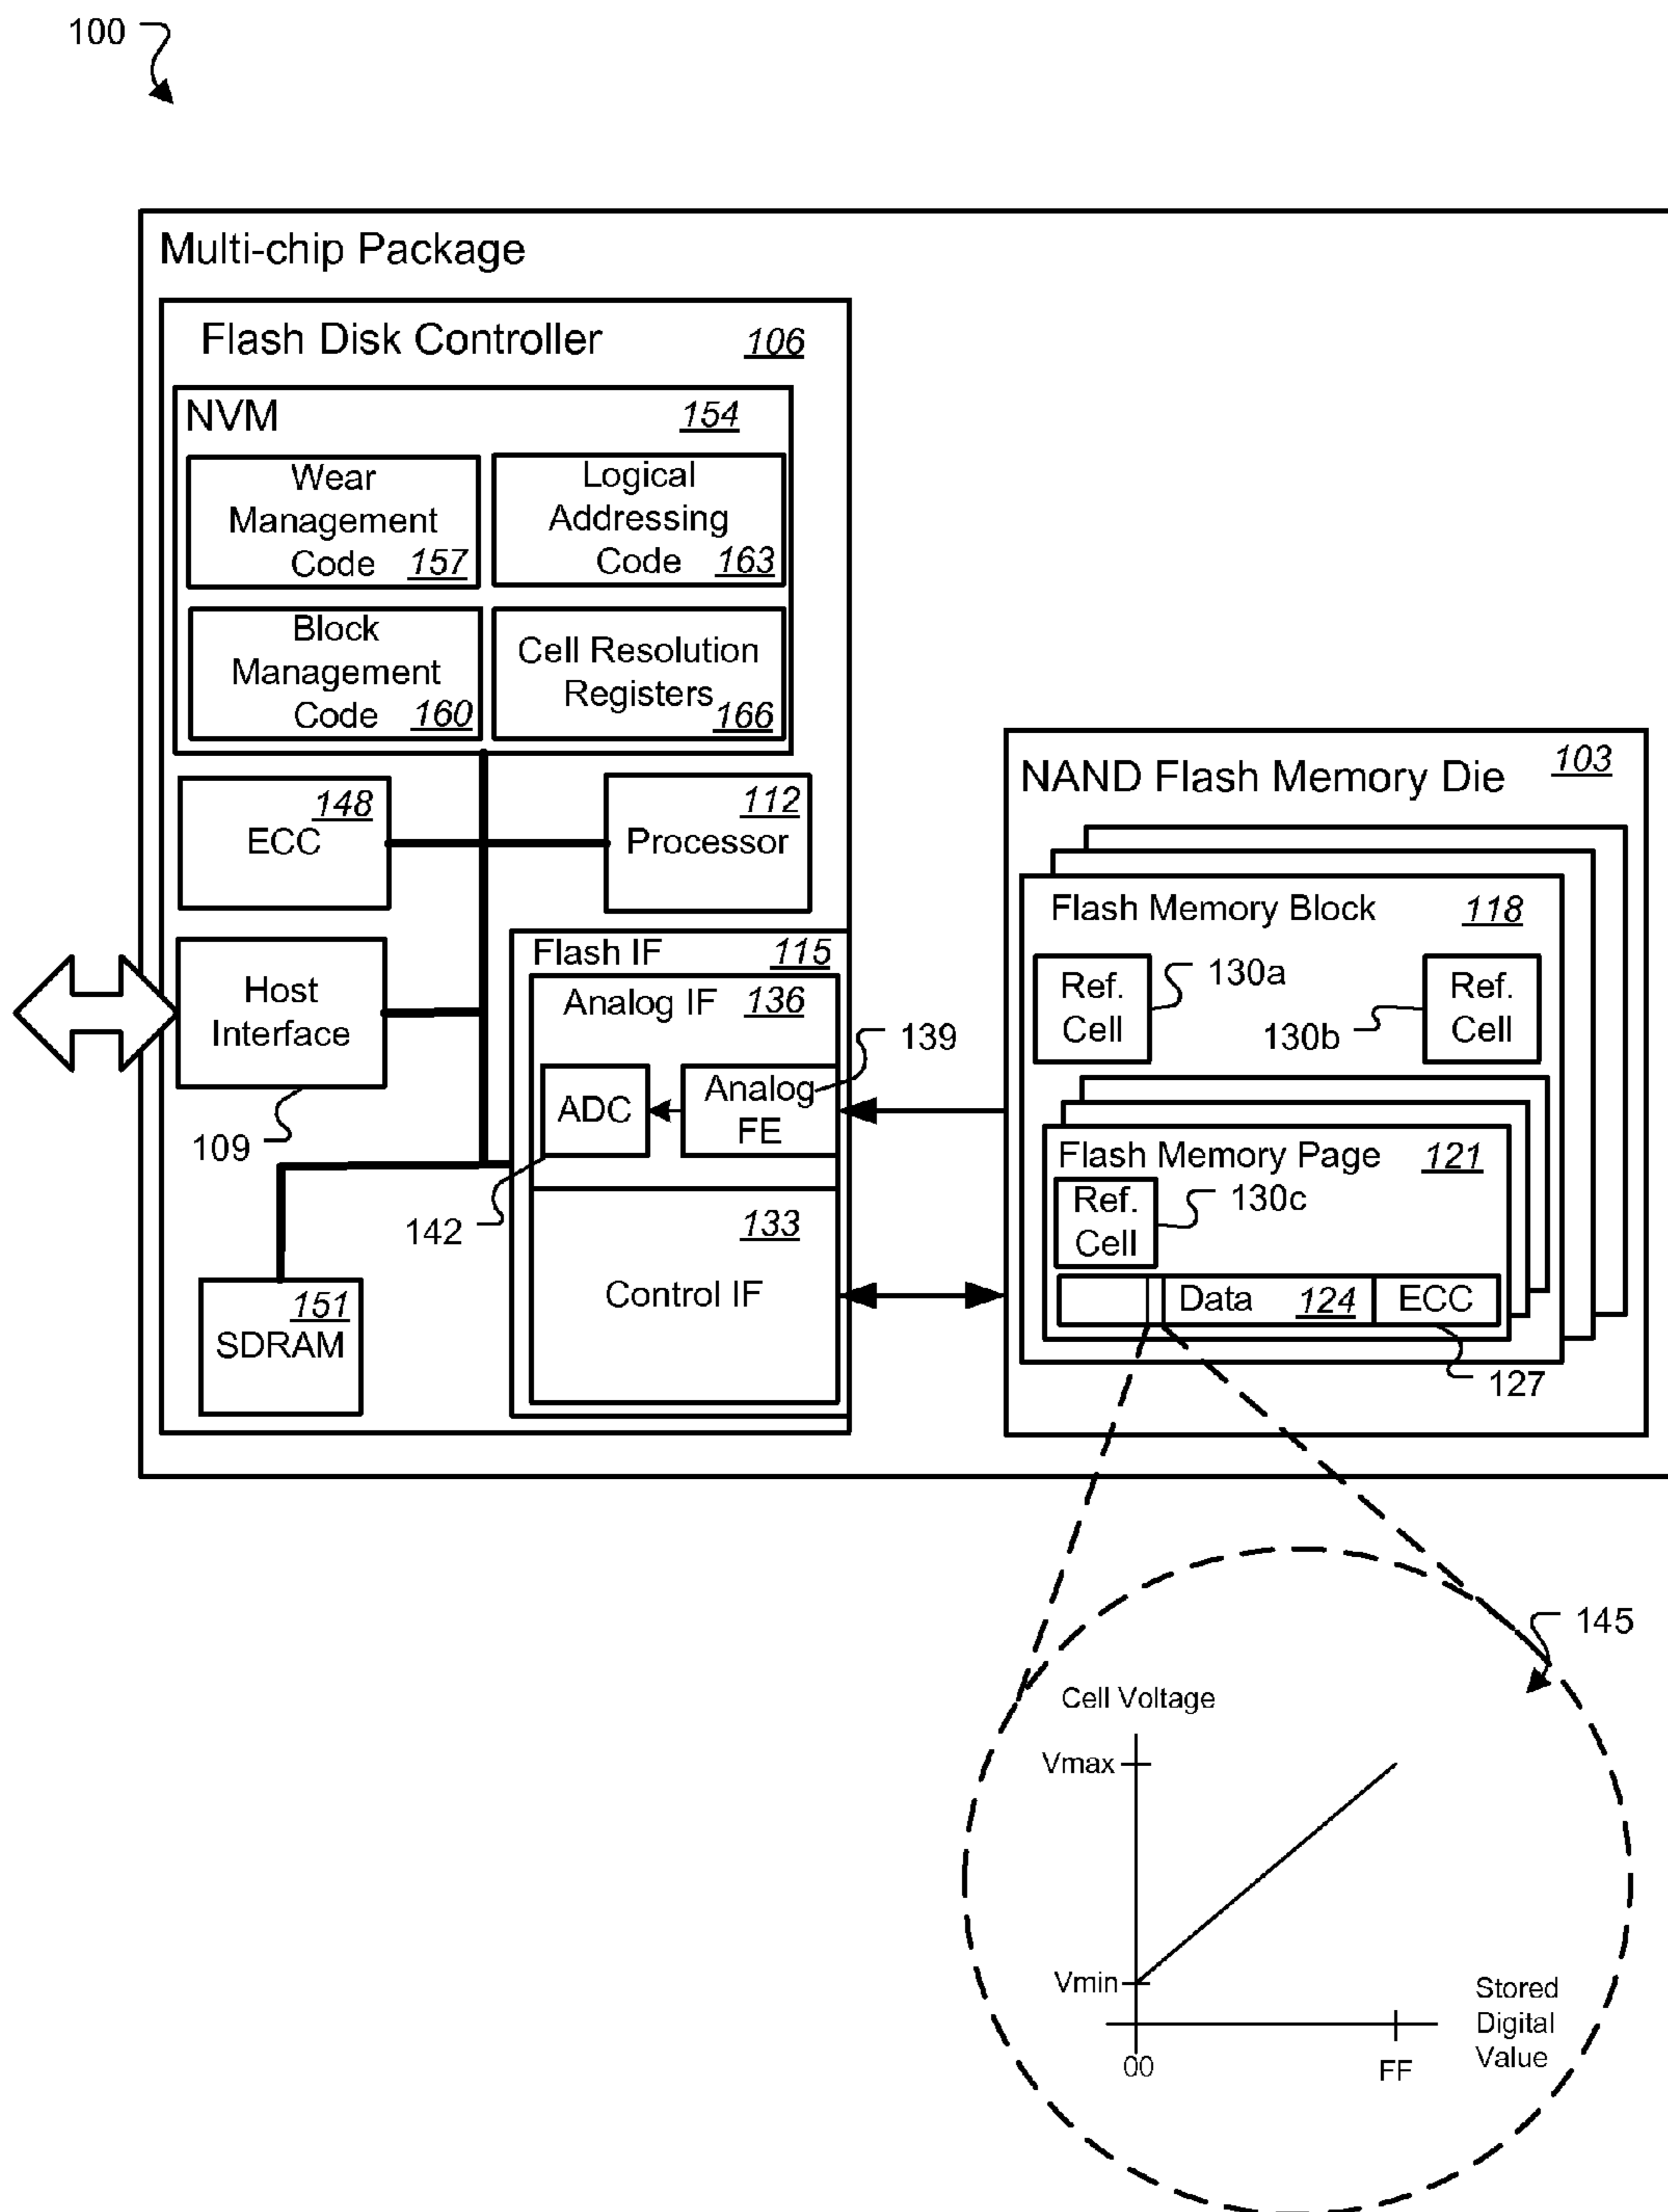 100
Multi-chip Package
Flash Disk Controller 106
NVM 154
Wear
Management
Code 157
Logical
Addressing
Code 163
Block
Management
Code 160
Cell Resolution
Registers 166
148
ECC
112
Processor
Host
Interface
109
Flash IF 115
Analog IF 136
139
ADC
Analog
FE
142
133
Control IF
151
SDRAM
NAND Flash Memory Die 103
Flash Memory Block 118
Ref.
Cell
130a
130b
Ref.
Cell
Flash Memory Page 121
Ref.
Cell
130c
Data 124 ECC
127
145
Cell Voltage
Vmax
Vmin
00
FF
Stored
Digital
Value